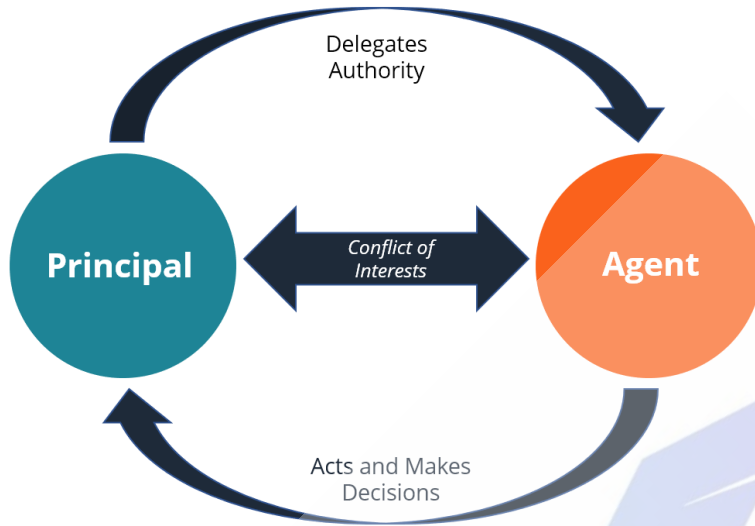 Delegates
Authority
Principal
Conflict of
Interests
Agent
Acts and Makes
Decisions